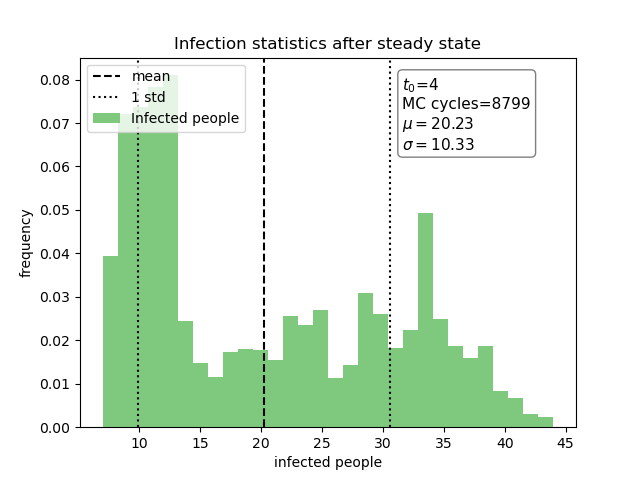 Infection statistics after steady state
mean
1 std
Infected people
t₀=4
MC cycles=8799
μ = 20.23
σ = 10.33
0.08
0.07
0.06
0.05
0.04
0.03
0.02
0.01
0.00
frequency
10 15 20 25 30 35 40 45
infected people